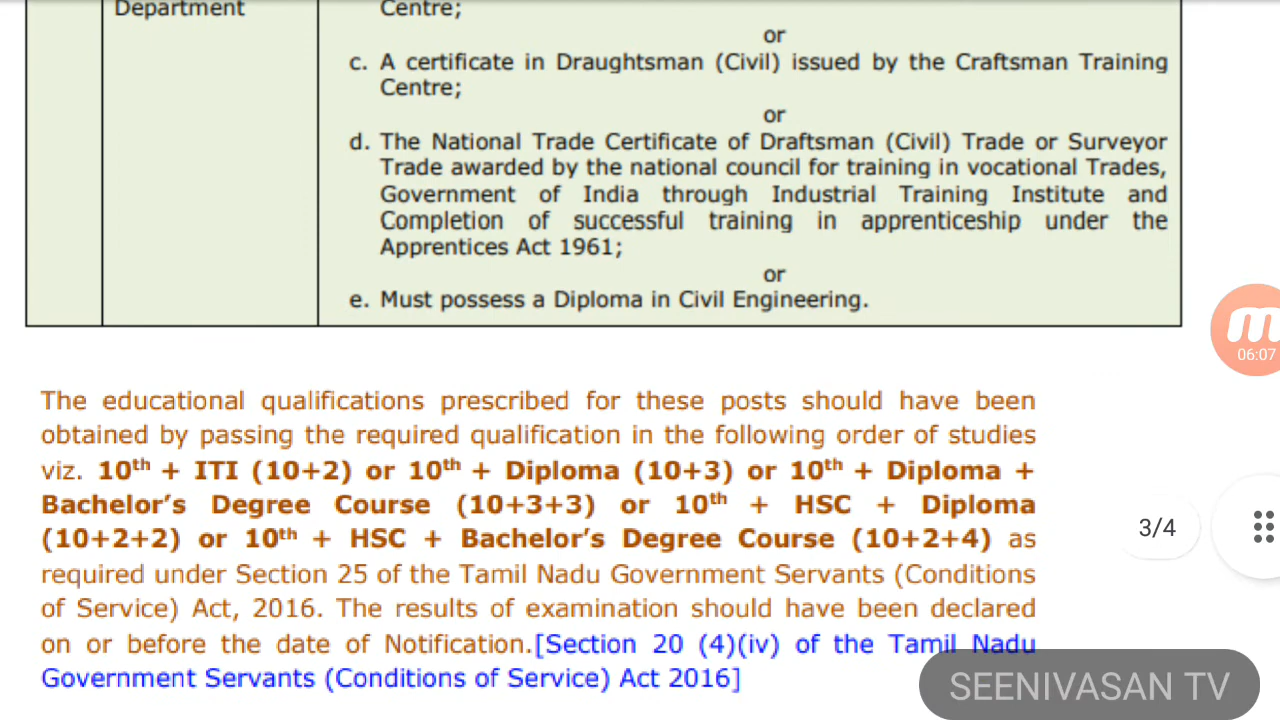 Department
Centre;
or
c. A certificate in Draughtsman (Civil) issued by the Craftsman Training
Centre;
or
d. The National Trade Certificate of Draftsman (Civil) Trade or Surveyor
Trade awarded by the national council for training in vocational Trades,
Government of India through Industrial Training Institute and
Completion of successful training in apprenticeship under the
Apprentices Act 1961;
or
e. Must possess a Diploma in Civil Engineering.
06:07
The educational qualifications prescribed for these posts should have been
obtained by passing the required qualification in the following order of studies
viz. 10th + ITI (10+2) or 10th + Diploma (10+3) or 10th + Diploma +
Bachelor's Degree Course (10+3+3) or 10th + HSC + Diploma
(10+2+2) or 10th + HSC + Bachelor's Degree Course (10+2+4) as
required under Section 25 of the Tamil Nadu Government Servants (Conditions
of Service) Act, 2016. The results of examination should have been declared
on or before the date of Notification.[Section 20 (4)(iv) of the Tamil Nadu
Government Servants (Conditions of Service) Act 2016]
3/4
SEENIVASAN TV